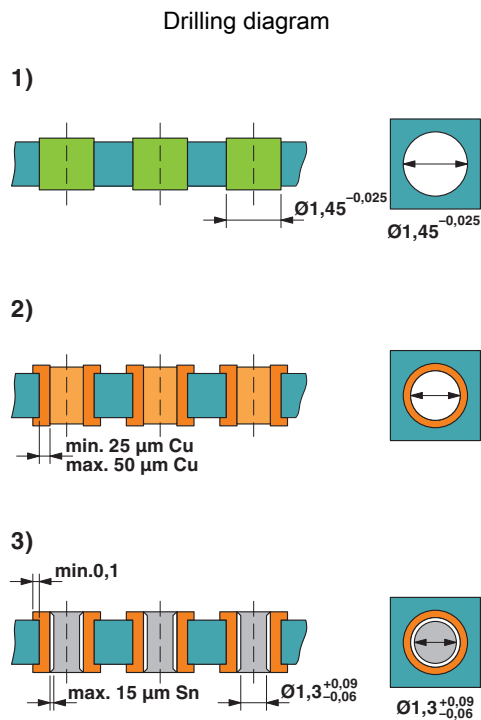 Drilling diagram
1)
Ø1,45 −0,025
Ø1,45 −0,025
2)
min. 25 µm Cu
max. 50 µm Cu
3)
min.0,1
max. 15 µm Sn
Ø1,3 +0,09 −0,06
Ø1,3 +0,09 −0,06